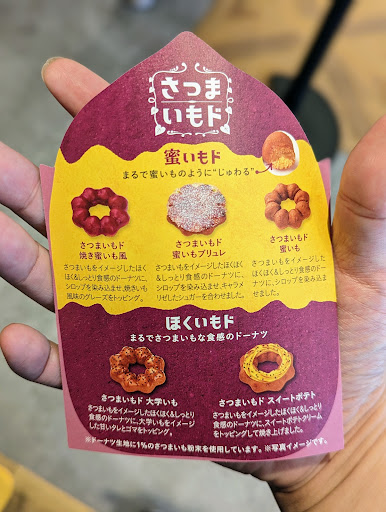 さつま
いもド
蜜いもド
まるで蜜いものように"じゅわる"
さつまいもド
焼き蜜いも風
さつまいもをイメージしたほく
ほく&しっとり食感のドーナツに、
シロップを染み込ませ、焼きいも
風味のグレーズをトッピング。
さつまいもド
蜜いもブリュレ
さつまいもをイメージしたほくほ
く&しっとり食感のドーナツに、
シロップを染み込ませ、キャラメ
リゼしたシュガーを合わせました。
さつまいもド
蜜いも
さつまいもをイメージしたほく
ほく&しっとり食感のドーナ
ツに、シロップを染み込ま
せました。
ほくいもド
まるでさつまいもな食感のドーナツ
さつまいもド 大学いも
さつまいもをイメージしたほくほく&しっとり
食感のドーナツに、大学いもをイメージ
した甘いタレとゴマをトッピング。
さつまいもド スイートポテト
さつまいもをイメージしたほくほく&しっとり
食感のドーナツに、スイートポテトクリーム
をトッピングして焼き上げました。
※ドーナツ生地に1%のさつまいも粉末を使用しています。※写真イメージです。